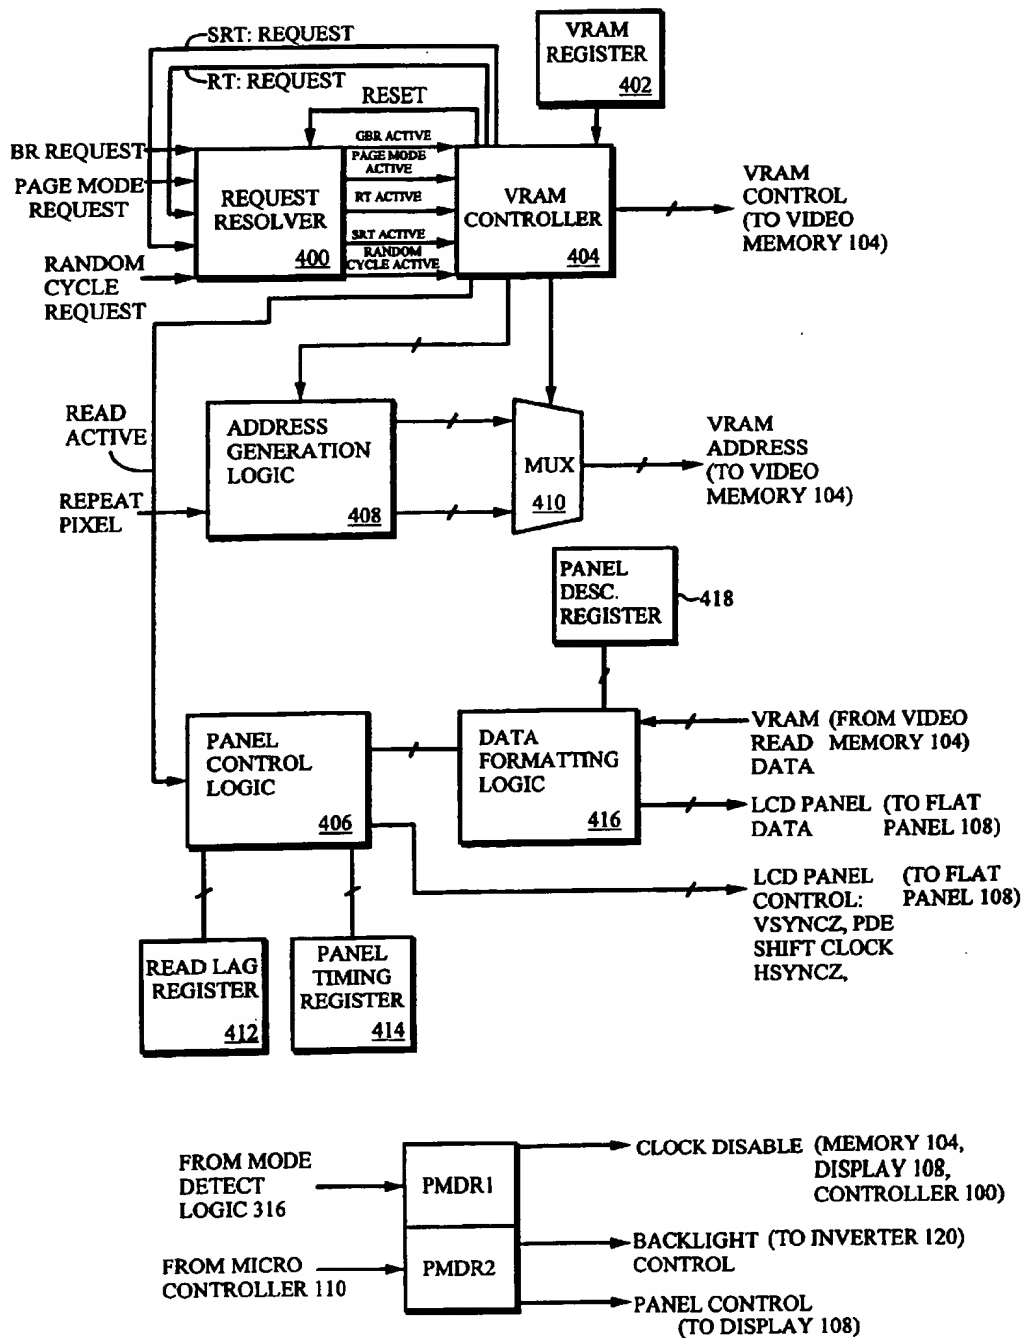 SRT: REQUEST
RT: REQUEST
RESET
VRAM
REGISTER
402
BR REQUEST
PAGE MODE
REQUEST
RANDOM
CYCLE
REQUEST
REQUEST
RESOLVER
400
GBR ACTIVE
PAGE MODE
ACTIVE
RT ACTIVE
SRT ACTIVE
RANDOM
CYCLE ACTIVE
VRAM
CONTROLLER
404
VRAM
CONTROL
(TO VIDEO
MEMORY 104)
READ
ACTIVE
REPEAT
PIXEL
ADDRESS
GENERATION
LOGIC
408
MUX
410
VRAM
ADDRESS
(TO VIDEO
MEMORY 104)
PANEL
DESC.
REGISTER
418
PANEL
CONTROL
LOGIC
406
DATA
FORMATTING
LOGIC
416
VRAM (FROM VIDEO
READ MEMORY 104)
DATA
LCD PANEL (TO FLAT
DATA PANEL 108)
LCD PANEL (TO FLAT
CONTROL: PANEL 108)
VSYNCZ, PDE
SHIFT CLOCK
HSYNCZ,
READ LAG
REGISTER
412
PANEL
TIMING
REGISTER
414
FROM MODE
DETECT
LOGIC 316
FROM MICRO
CONTROLLER 110
PMDR1
PMDR2
CLOCK DISABLE (MEMORY 104,
DISPLAY 108,
CONTROLLER 100)
BACKLIGHT (TO INVERTER 120)
CONTROL
PANEL CONTROL
(TO DISPLAY 108)